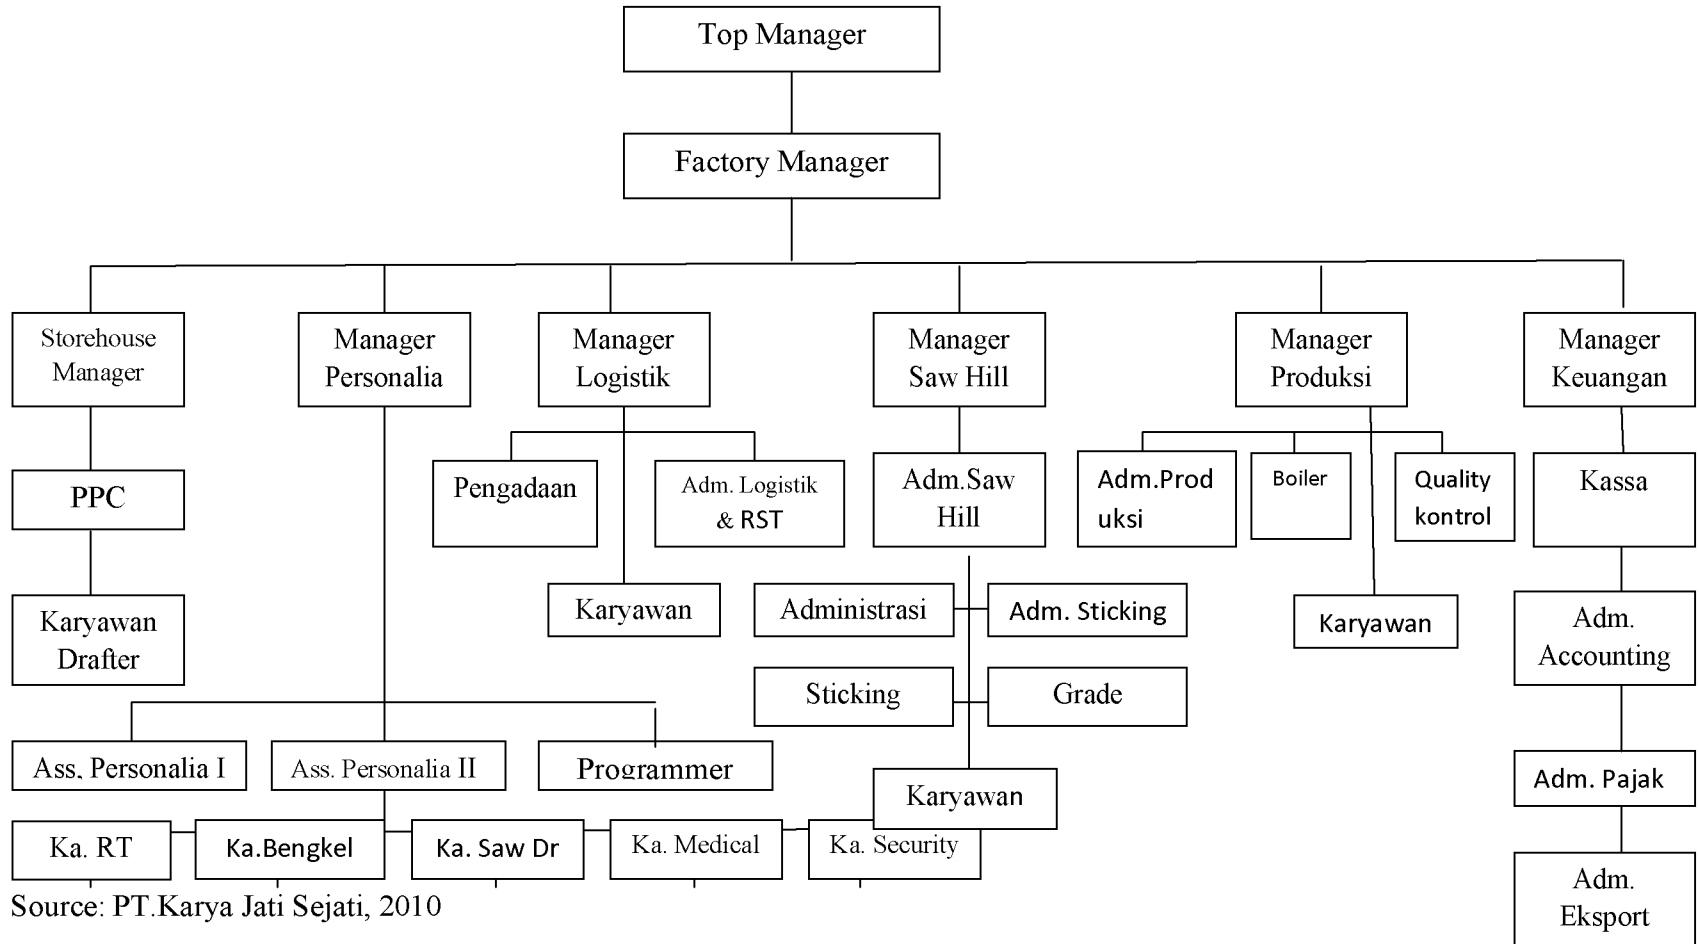 Top Manager
Factory Manager
Storehouse
Manager
Manager
Personalia
Manager
Logistik
Manager
Saw Hill
Manager
Produksi
Manager
Keuangan
PPC
Pengadaan
Adm. Logistik
& RST
Adm.Saw
Hill
Adm.Prod
uksi
Boiler
Quality
kontrol
Kassa
Karyawan
Drafter
Karyawan
Administrasi
Adm. Sticking
Karyawan
Adm.
Accounting
Sticking
Grade
Ass. Personalia I
Ass. Personalia II
Programmer
Karyawan
Adm. Pajak
Ka. RT
Ka.Bengkel
Ka. Saw Dr
Ka. Medical
Ka. Security
Adm.
Eksport
Source: PT.Karya Jati Sejati, 2010